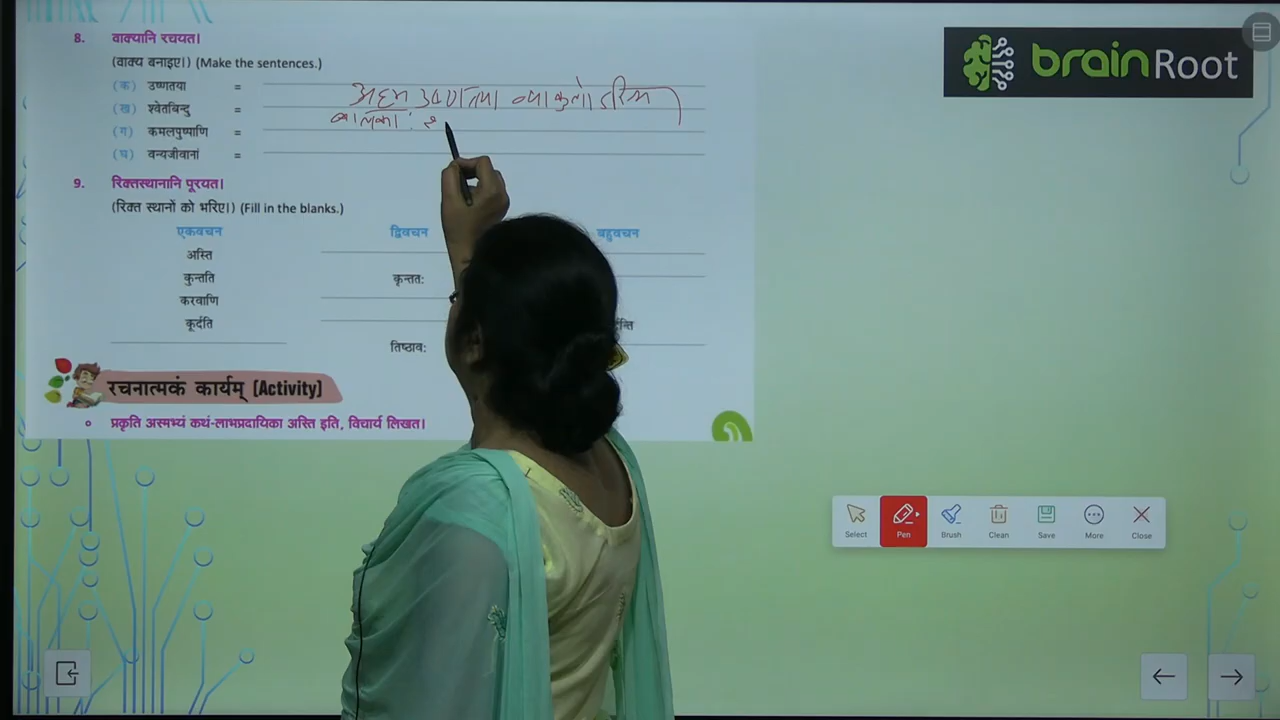 brainRoot
8. वाक्यानि रचयत।
(वाक्य बनाइए।) (Make the sentences.)
(क) उष्णतया = अहम उष्णतया व्याकुलोऽस्मि।
(ख) श्वेतबिन्दु = बालकाः
(ग) कमलपुष्पाणि =
(घ) वन्यजीवानां =
9. रिक्तस्थानानि पूरयत।
(रिक्त स्थानों को भरिए।) (Fill in the blanks.)
एकवचन द्विवचन बहुवचन
अस्ति
कुन्तति कृन्ततः
करवाणि
कूर्दति
तिष्ठावः
रचनात्मकं कार्यम् (Activity)
प्रकृति अस्मभ्यं कथं-लाभप्रदायिका अस्ति इति, विचार्य लिखत।
Select Pen Brush Clean Save More Close